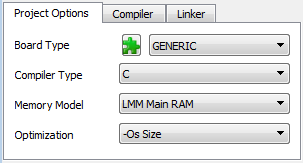 Project Options Compiler Linker
Board Type GENERIC
Compiler Type C
Memory Model LMM Main RAM
Optimization -Os Size